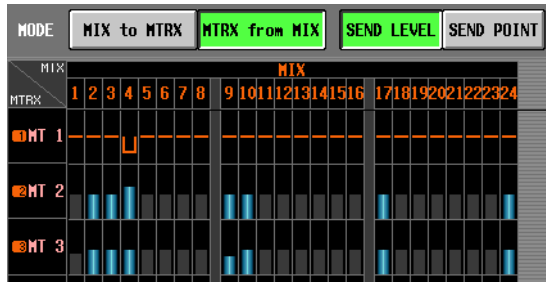 MODE MIX to MTRX MTRX from MIX SEND LEVEL SEND POINT
MIX MIX
MTRX 1 2 3 4 5 6 7 8 9 10 11 12 13 14 15 16 17 18 19 20 21 22 23 24
1 MT 1
2 MT 2
3 MT 3